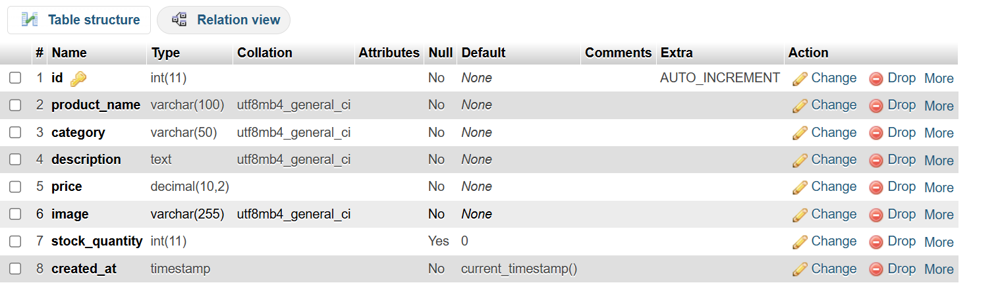 Table structure Relation view
# Name Type Collation Attributes Null Default Comments Extra Action
1 id int(11) No None AUTO_INCREMENT Change Drop More
2 product_name varchar(100) utf8mb4_general_ci No None Change Drop More
3 category varchar(50) utf8mb4_general_ci No None Change Drop More
4 description text utf8mb4_general_ci No None Change Drop More
5 price decimal(10,2) No None Change Drop More
6 image varchar(255) utf8mb4_general_ci No None Change Drop More
7 stock_quantity int(11) Yes 0 Change Drop More
8 created_at timestamp No current_timestamp() Change Drop More